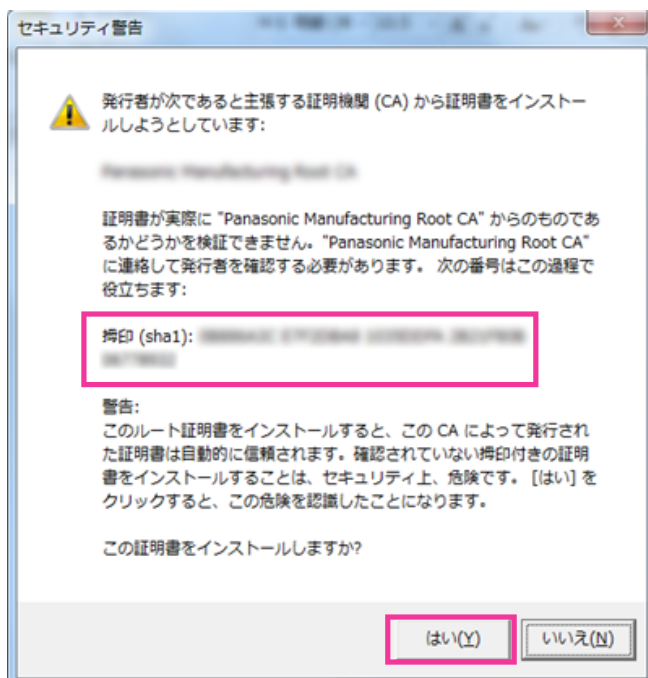 セキュリティ警告
発行者が次であると主張する証明機関 (CA) から証明書をインストー
ルしようとしています:
Panasonic Manufacturing Root CA
証明書が実際に "Panasonic Manufacturing Root CA" からのものであ
るかどうかを検証できません。"Panasonic Manufacturing Root CA"
に連絡して発行者を確認する必要があります。 次の番号はこの過程で
役立ちます:
拇印 (sha1):
警告:
このルート証明書をインストールすると、この CA によって発行され
た証明書は自動的に信頼されます。確認されていない拇印付きの証明
書をインストールすることは、セキュリティ上、危険です。 [はい] を
クリックすると、この危険を認識したことになります。
この証明書をインストールしますか?
はい(Y)
いいえ(N)